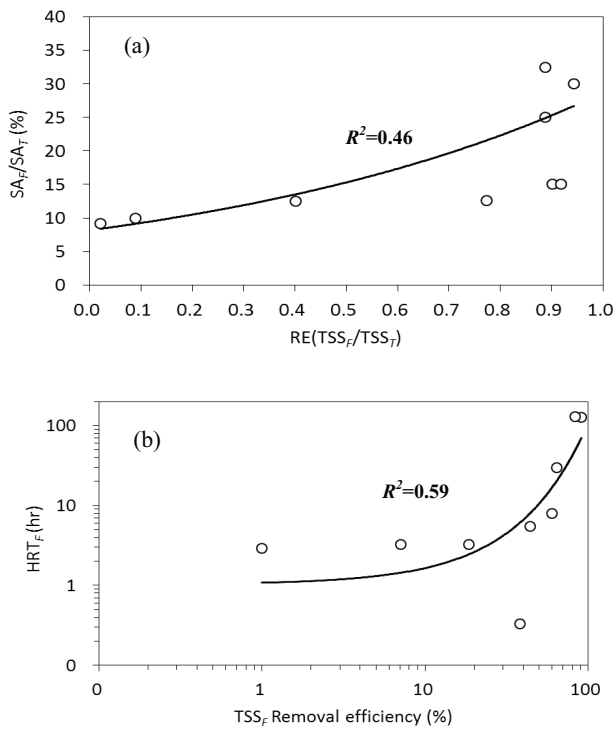 40
(a)
35
30
25
R²=0.46
20
15
10
5
0
SA_F/SA_T (%)
0.0 0.1 0.2 0.3 0.4 0.5 0.6 0.7 0.8 0.9 1.0
RE(TSS_F/TSS_T)
100
(b)
R²=0.59
10
1
0
HRT_F (hr)
0 1 10 100
TSS_F Removal efficiency (%)